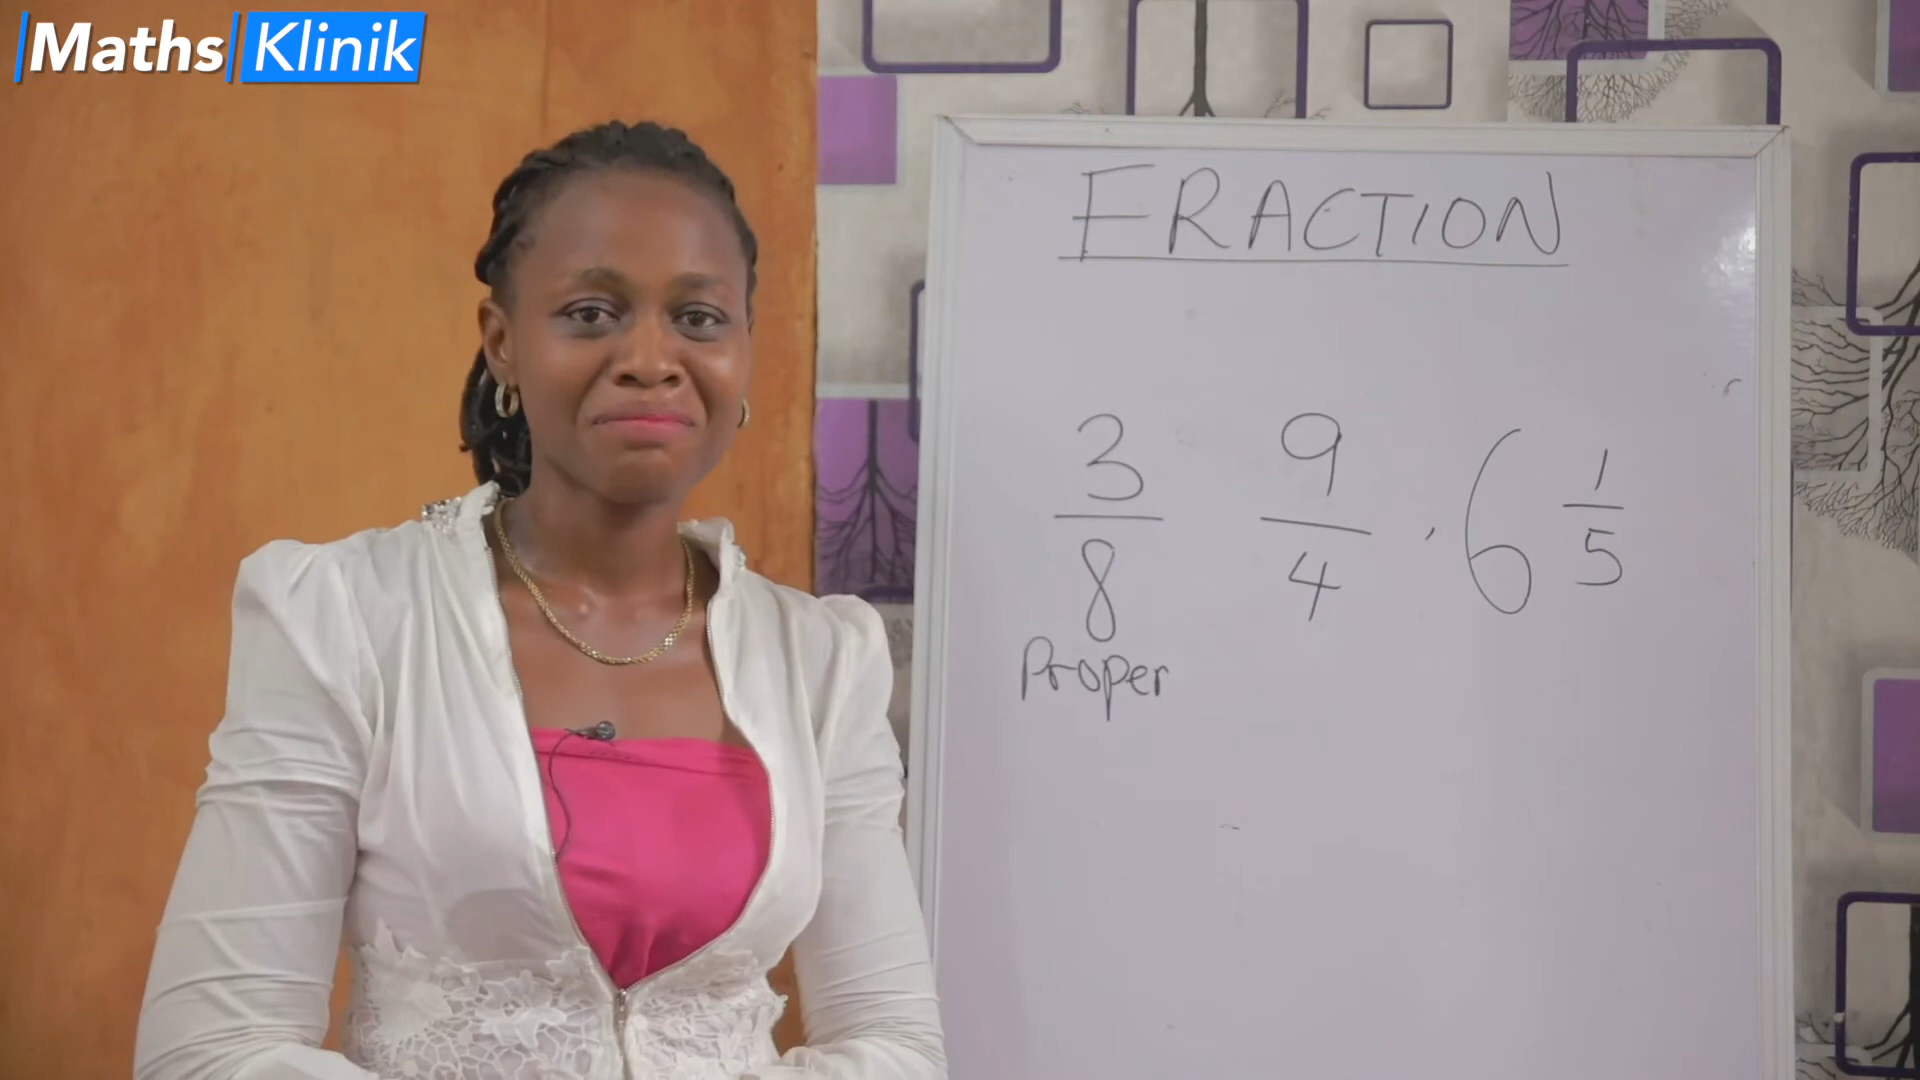 Maths Klinik
FRACTION
3/8 9/4 , 6 1/5
Proper